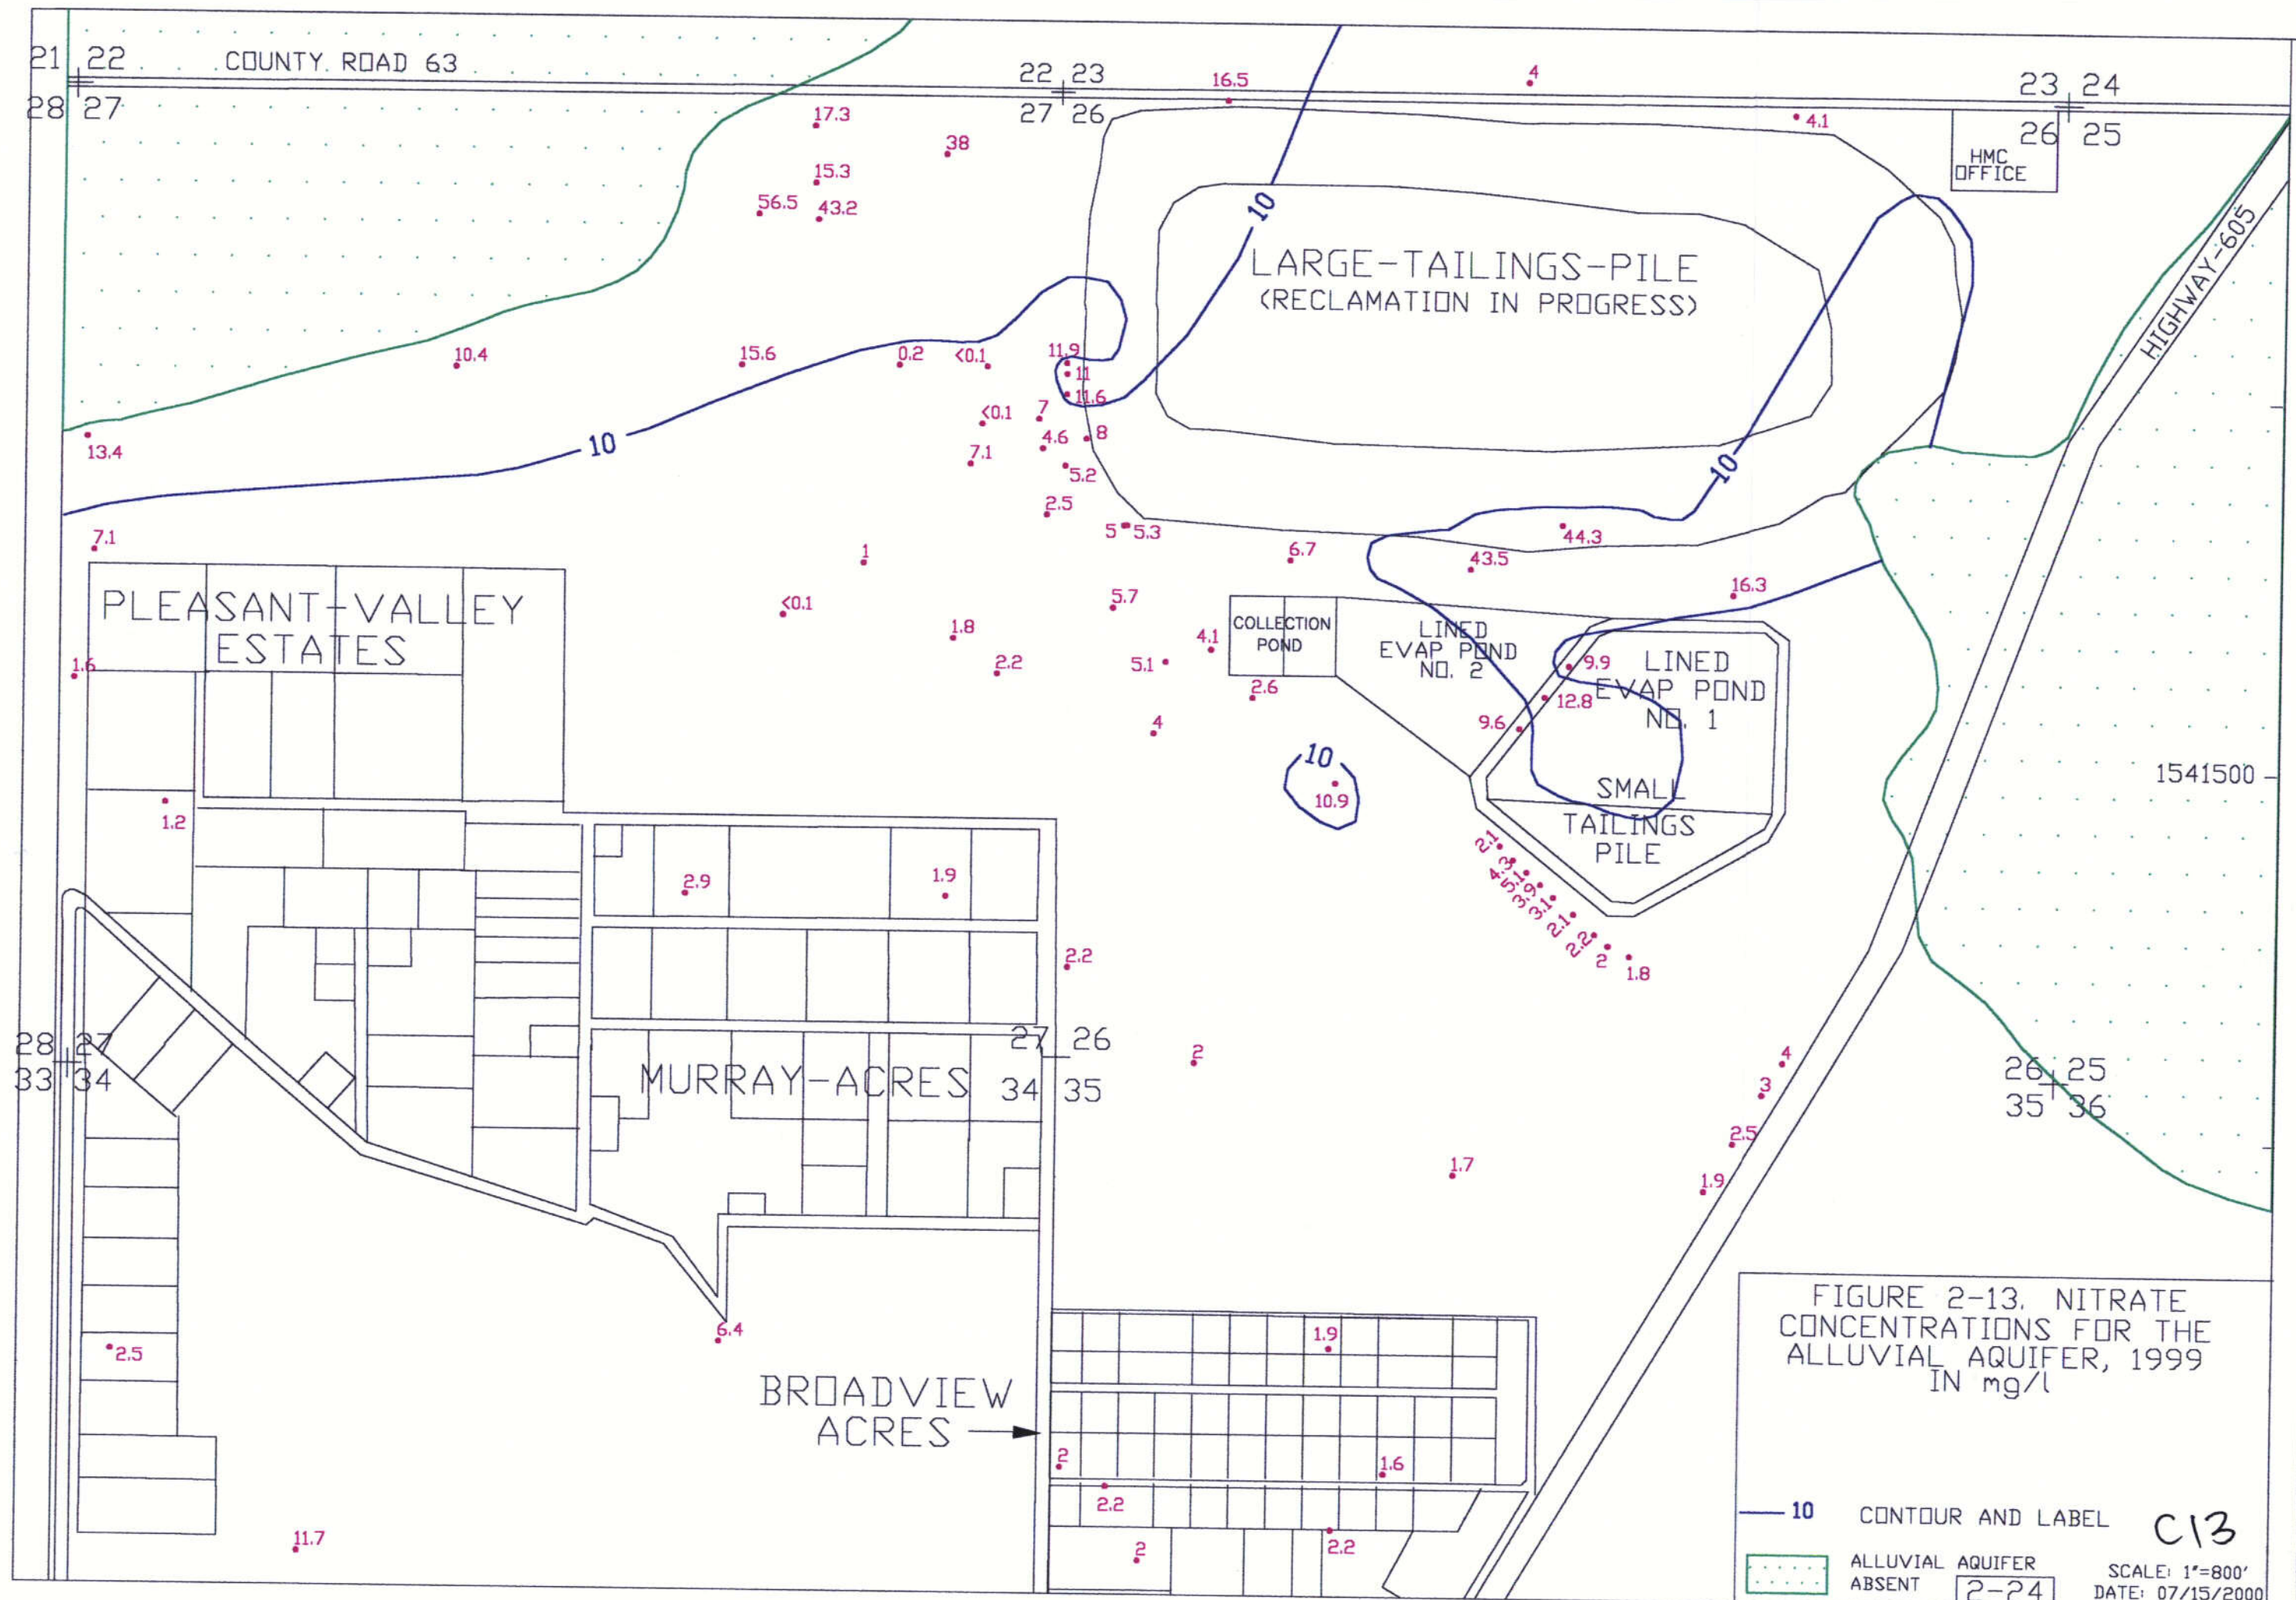 21 22
COUNTY ROAD 63
28 27
22 23
27 26
16.5
4
4.1
23 24
26 25
HMC
OFFICE
17.3
38
15.3
56.5
43.2
10
LARGE-TAILINGS-PILE
(RECLAMATION IN PROGRESS)
HIGHWAY-605
10.4
15.6
0.2
<0.1
11.9
11
11.6
13.4
10
<0.1
7
4.6
8
7.1
5.2
10
2.5
5
5.3
7.1
1
6.7
44.3
43.5
16.3
PLEASANT-VALLEY
ESTATES
<0.1
5.7
1.8
4.1
COLLECTION
POND
LINED
EVAP POND
NO. 2
1.6
2.2
5.1
2.6
9.9
LINED
EVAP POND
NO. 1
12.8
9.6
4
10
10.9
1541500
SMALL
TAILINGS
PILE
1.2
2.1
4.3
5.1
3.9
3.1
2.1
2.2
2
1.8
2.9
1.9
2.2
28 27
33 34
27 26
34 35
MURRAY-ACRES
2
4
3
26 25
35 36
2.5
1.7
1.9
6.4
2.5
1.9
BROADVIEW
ACRES
2
1.6
2.2
2.2
2
11.7
FIGURE 2-13. NITRATE
CONCENTRATIONS FOR THE
ALLUVIAL AQUIFER, 1999
IN mg/l
10 CONTOUR AND LABEL
C13
ALLUVIAL AQUIFER
ABSENT
2-24
SCALE: 1"=800'
DATE: 07/15/2000